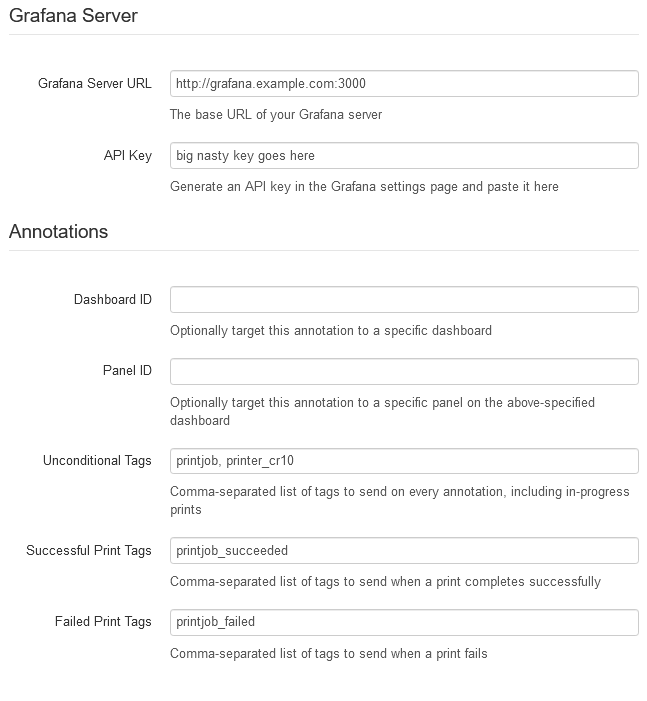 Grafana Server
Grafana Server URL
http://grafana.example.com:3000
The base URL of your Grafana server
API Key
big nasty key goes here
Generate an API key in the Grafana settings page and paste it here
Annotations
Dashboard ID
Optionally target this annotation to a specific dashboard
Panel ID
Optionally target this annotation to a specific panel on the above-specified
dashboard
Unconditional Tags
printjob, printer_cr10
Comma-separated list of tags to send on every annotation, including in-progress
prints
Successful Print Tags
printjob_succeeded
Comma-separated list of tags to send when a print completes successfully
Failed Print Tags
printjob_failed
Comma-separated list of tags to send when a print fails